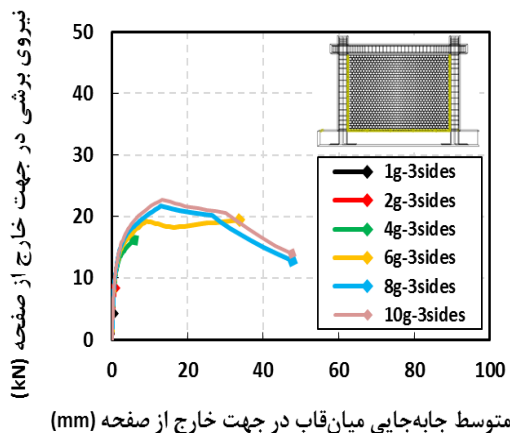 نیروی برشی در جهت خارج از صفحه
(kN)
50
40
30
20
10
0
1g-3sides
2g-3sides
4g-3sides
6g-3sides
8g-3sides
10g-3sides
0 20 40 60 80 100
متوسط جابه‌جایی میان‌قاب در جهت خارج از صفحه (mm)